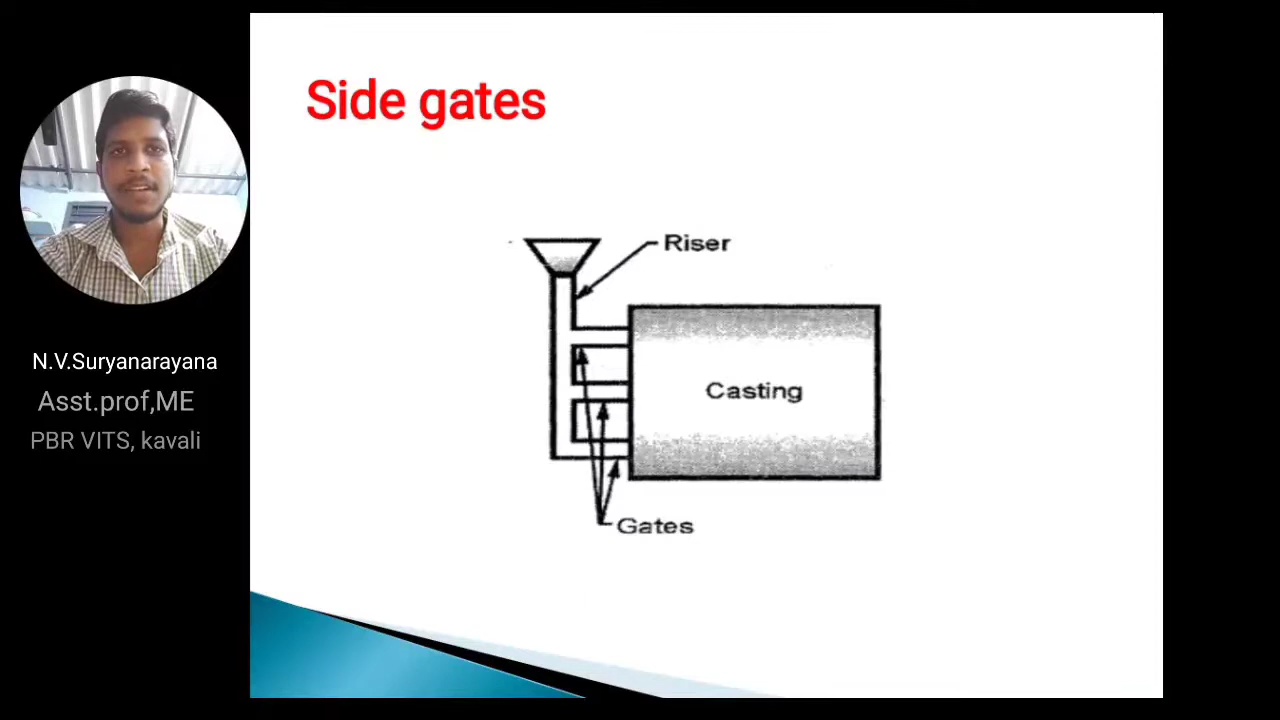 Side gates
Riser
Casting
Gates
N.V.Suryanarayana
Asst.prof,ME
PBR VITS, kavali